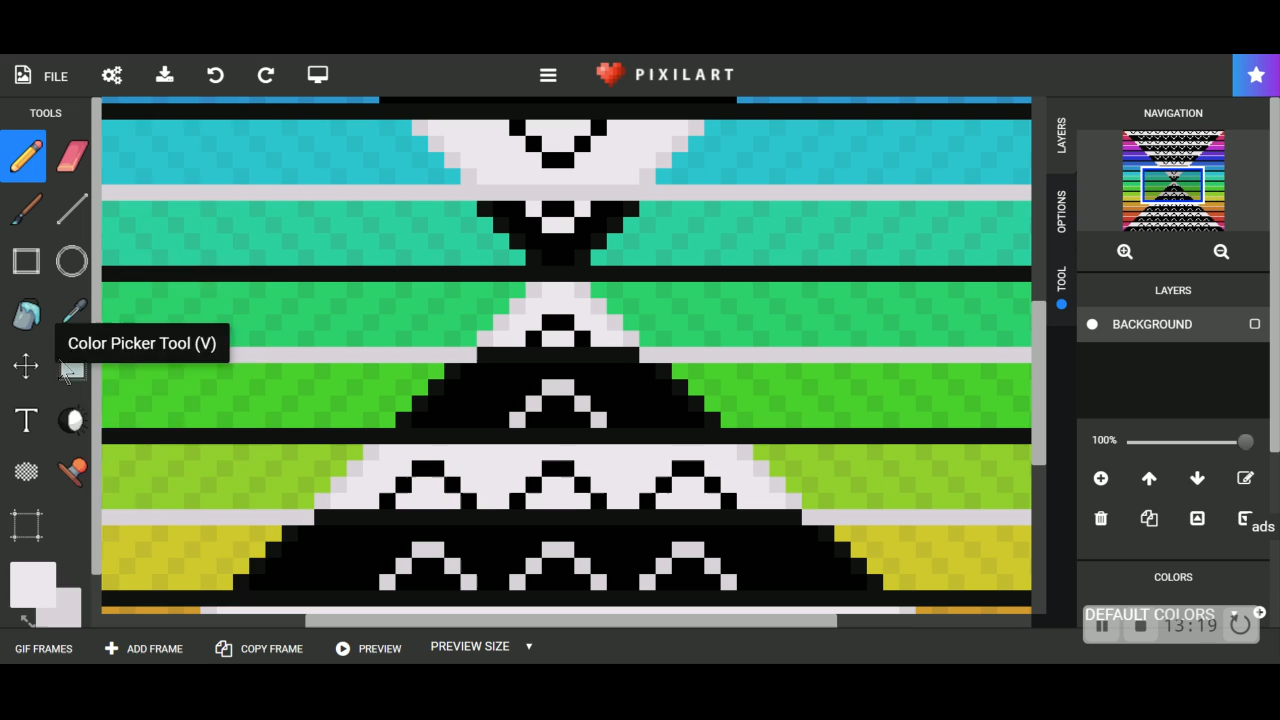 FILE
PIXILART
TOOLS
NAVIGATION
LAYERS
OPTIONS
TOOL
Color Picker Tool (V)
LAYERS
BACKGROUND
100%
ads
COLORS
DEFAULT COLORS
13:19
GIF FRAMES
ADD FRAME
COPY FRAME
PREVIEW
PREVIEW SIZE